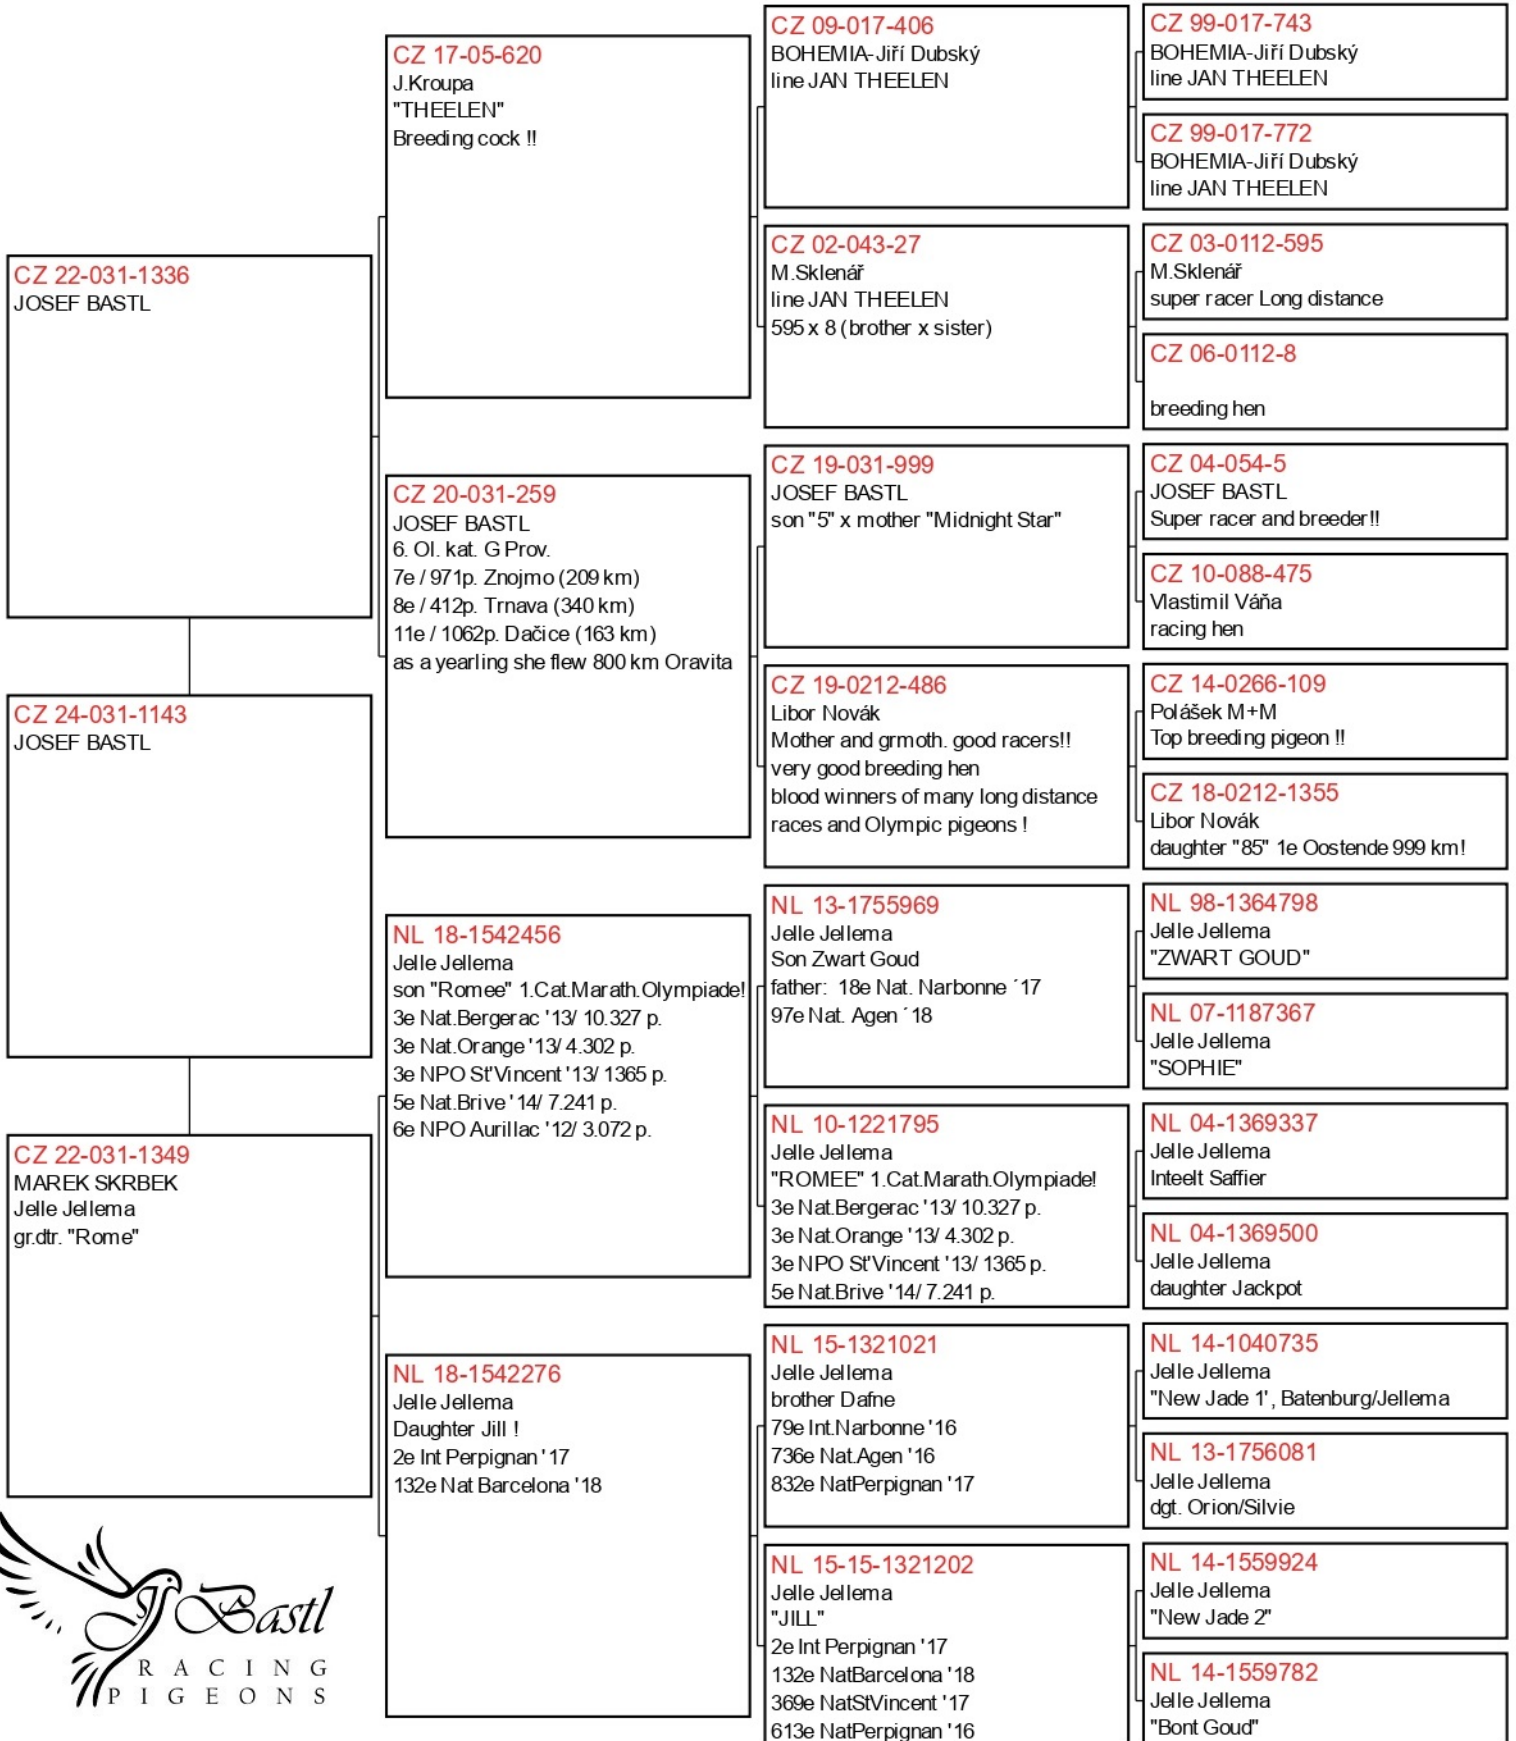 CZ 22-031-1336
JOSEF BASTL
CZ 24-031-1143
JOSEF BASTL
CZ 22-031-1349
MAREK SKRBEK
Jelle Jellema
gr.dtr. "Rome"
CZ 17-05-620
J.Kroupa
"THEELEN"
Breeding cock !!
CZ 20-031-259
JOSEF BASTL
6. Ol. kat. G Prov.
7e / 971p. Znojmo (209 km)
8e / 412p. Trnava (340 km)
11e / 1062p. Dačice (163 km)
as a yearling she flew 800 km Oravita
NL 18-1542456
Jelle Jellema
son "Romee" 1.Cat.Marath.Olympiade!
3e Nat.Bergerac '13/ 10.327 p.
3e Nat.Orange '13/ 4.302 p.
3e NPO St'Vincent '13/ 1365 p.
5e Nat.Brive '14/ 7.241 p.
6e NPO Aurillac '12/ 3.072 p.
NL 18-1542276
Jelle Jellema
Daughter Jill !
2e Int Perpignan '17
132e Nat Barcelona '18
CZ 09-017-406
BOHEMIA-Jiří Dubský
line JAN THEELEN
CZ 02-043-27
M.Sklenář
line JAN THEELEN
595 x 8 (brother x sister)
CZ 19-031-999
JOSEF BASTL
son "5" x mother "Midnight Star"
CZ 19-0212-486
Libor Novák
Mother and grmoth. good racers!!
very good breeding hen
blood winners of many long distance
races and Olympic pigeons !
NL 13-1755969
Jelle Jellema
Son Zwart Goud
father:  18e Nat. Narbonne ´17
97e Nat. Agen ´18
NL 10-1221795
Jelle Jellema
"ROMEE" 1.Cat.Marath.Olympiade!
3e Nat.Bergerac '13/ 10.327 p.
3e Nat.Orange '13/ 4.302 p.
3e NPO St'Vincent '13/ 1365 p.
5e Nat.Brive '14/ 7.241 p.
NL 15-1321021
Jelle Jellema
brother Dafne
79e Int.Narbonne '16
736e Nat.Agen '16
832e NatPerpignan '17
NL 15-15-1321202
Jelle Jellema
"JILL"
2e Int Perpignan '17
132e NatBarcelona '18
369e NatStVincent '17
613e NatPerpignan '16
CZ 99-017-743
BOHEMIA-Jiří Dubský
line JAN THEELEN
CZ 99-017-772
BOHEMIA-Jiří Dubský
line JAN THEELEN
CZ 03-0112-595
M.Sklenář
super racer Long distance
CZ 06-0112-8
breeding hen
CZ 04-054-5
JOSEF BASTL
Super racer and breeder!!
CZ 10-088-475
Vlastimil Váňa
racing hen
CZ 14-0266-109
Polášek M+M
Top breeding pigeon !!
CZ 18-0212-1355
Libor Novák
daughter "85" 1e Oostende 999 km!
NL 98-1364798
Jelle Jellema
"ZWART GOUD"
NL 07-1187367
Jelle Jellema
"SOPHIE"
NL 04-1369337
Jelle Jellema
Inteelt Saffier
NL 04-1369500
Jelle Jellema
daughter Jackpot
NL 14-1040735
Jelle Jellema
"New Jade 1', Batenburg/Jellema
NL 13-1756081
Jelle Jellema
dgt. Orion/Silvie
NL 14-1559924
Jelle Jellema
"New Jade 2"
NL 14-1559782
Jelle Jellema
"Bont Goud"
J Bastl
RACING
PIGEONS